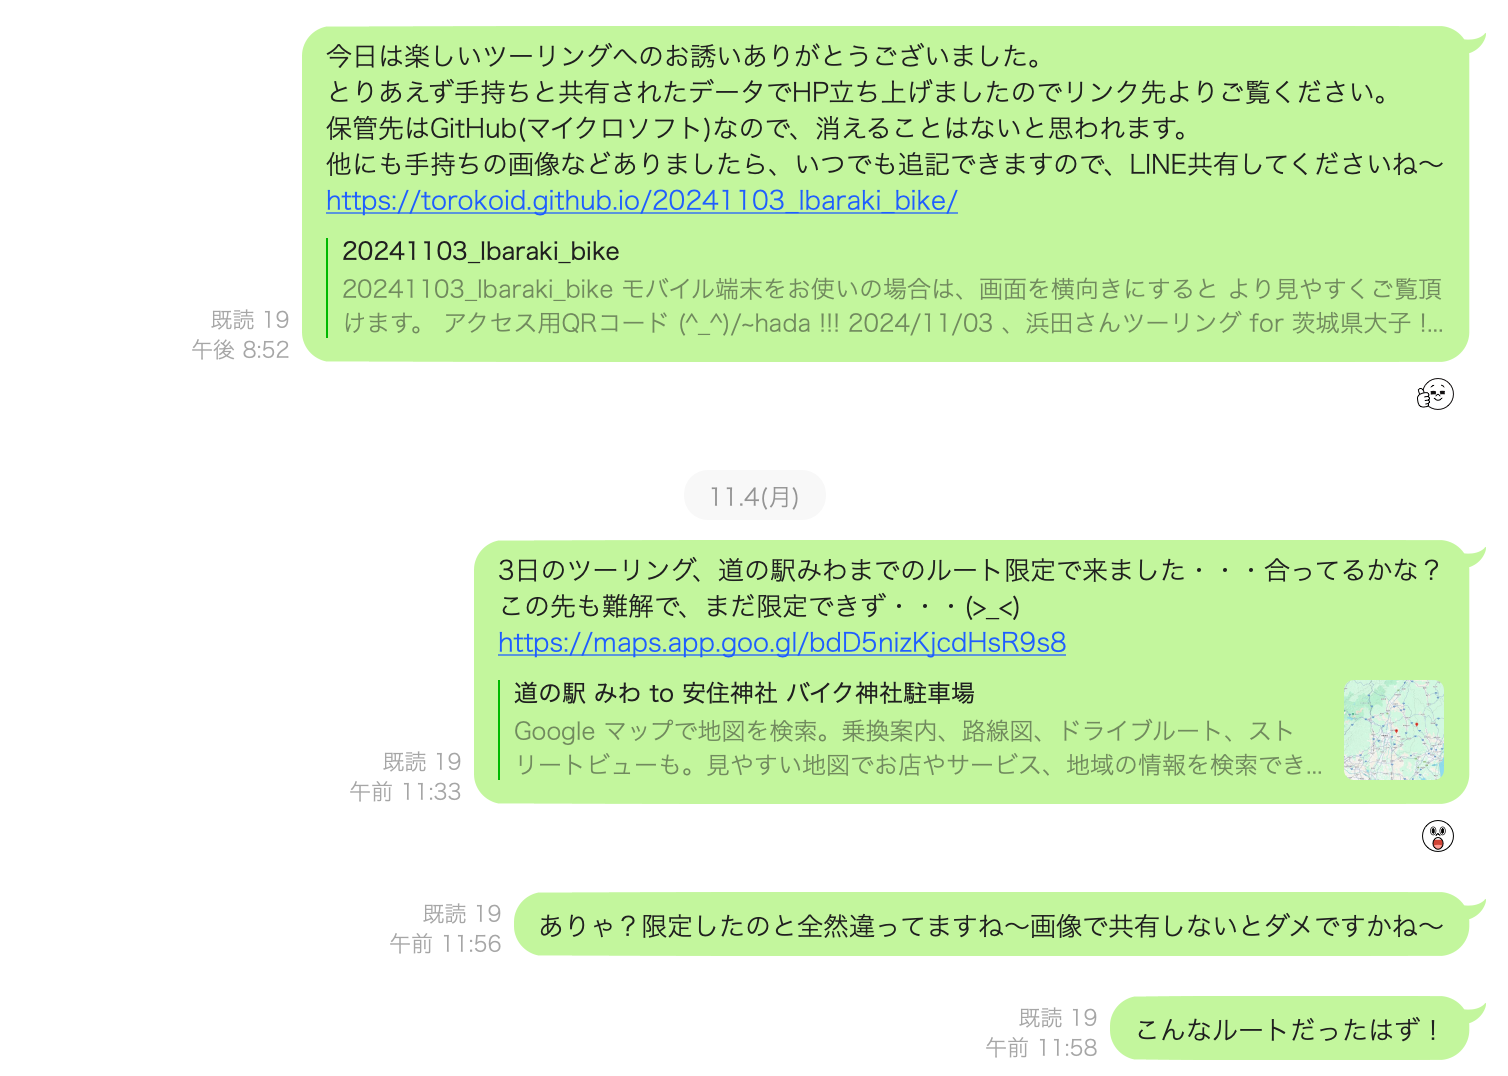 今日は楽しいツーリングへのお誘いありがとうございました。
とりあえず手持ちと共有されたデータでHP立ち上げましたのでリンク先よりご覧ください。
保管先はGitHub(マイクロソフト)なので、消えることはないと思われます。
他にも手持ちの画像などありましたら、いつでも追記できますので、LINE共有してくださいね〜
https://torokoid.github.io/20241103_Ibaraki_bike/
20241103_Ibaraki_bike
20241103_Ibaraki_bike モバイル端末をお使いの場合は、画面を横向きにすると より見やすくご覧頂
けます。 アクセス用QRコード (^_^)/~hada !!! 2024/11/03 、浜田さんツーリング for 茨城県大子 !...
既読 19
午後 8:52
11.4(月)
3日のツーリング、道の駅みわまでのルート限定で来ました・・・合ってるかな？
この先も難解で、まだ限定できず・・・(>_<)
https://maps.app.goo.gl/bdD5nizKjcdHsR9s8
道の駅 みわ to 安住神社 バイク神社駐車場
Google マップで地図を検索。乗換案内、路線図、ドライブルート、スト
リートビューも。見やすい地図でお店やサービス、地域の情報を検索でき...
既読 19
午前 11:33
ありゃ？限定したのと全然違ってますね〜画像で共有しないとダメですかね〜
既読 19
午前 11:56
こんなルートだったはず！
既読 19
午前 11:58